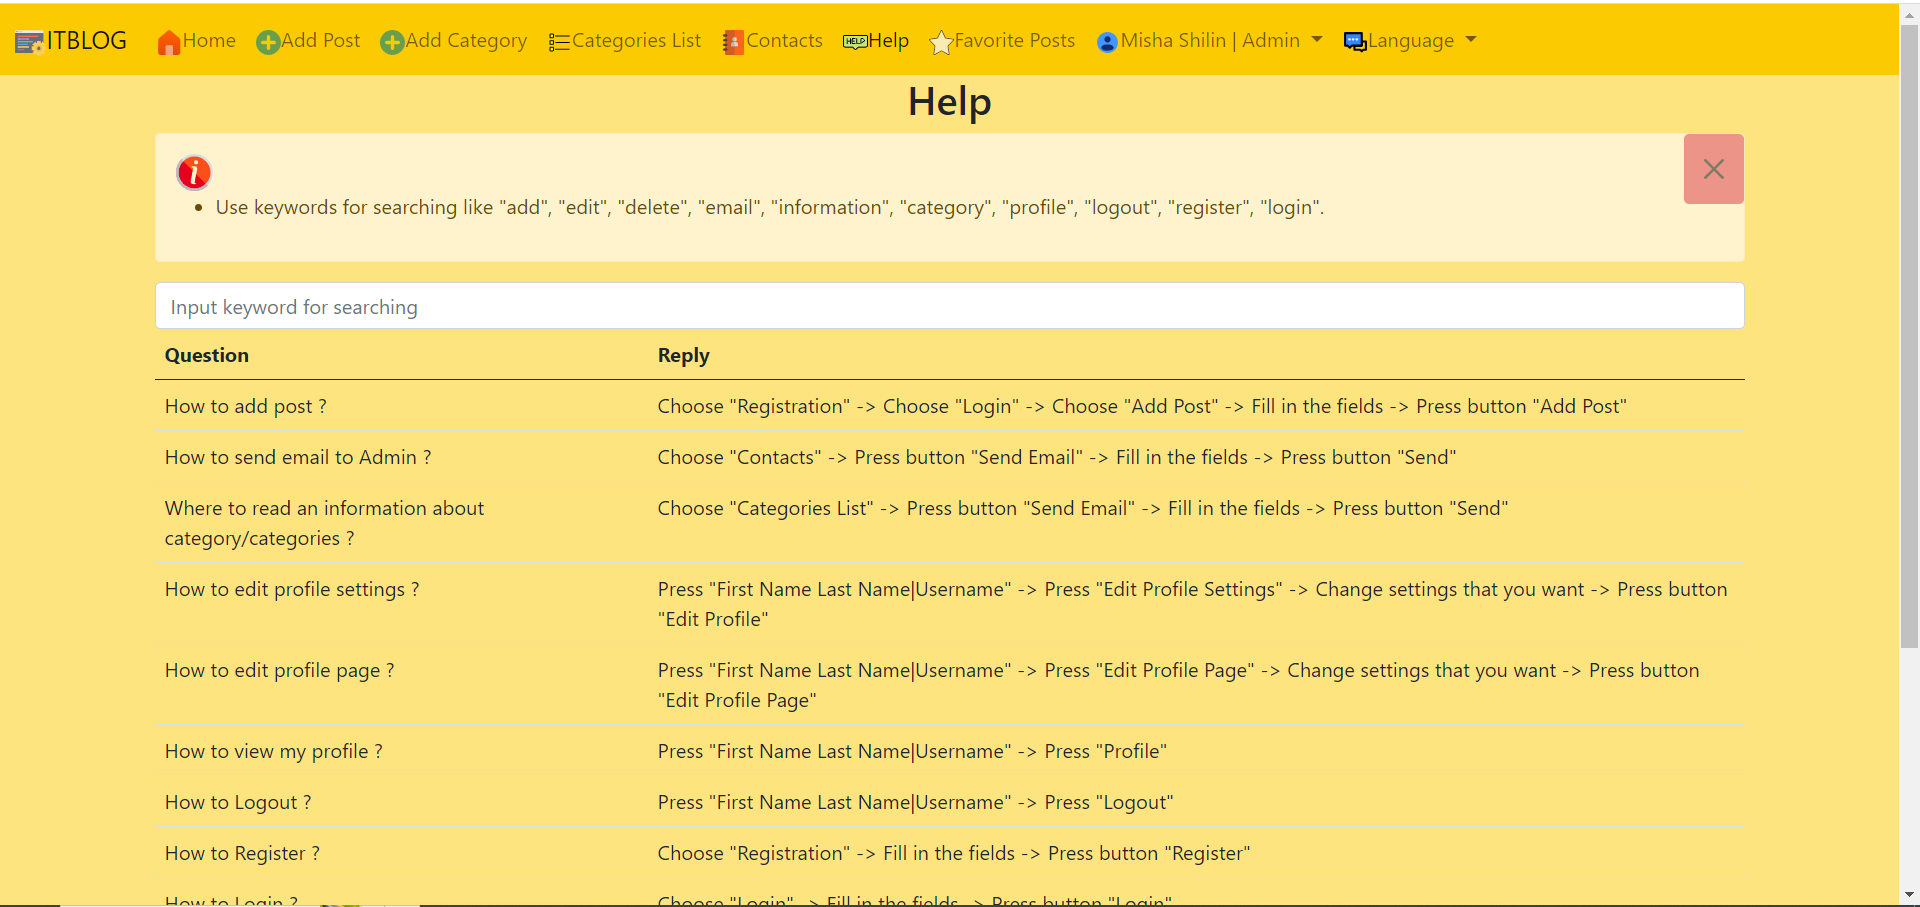 ITBLOG Home Add Post Add Category Categories List Contacts HELP Help Favorite Posts Misha Shilin | Admin Language
Help
i
Use keywords for searching like "add", "edit", "delete", "email", "information", "category", "profile", "logout", "register", "login".
Input keyword for searching
Question Reply
How to add post ? Choose "Registration" -> Choose "Login" -> Choose "Add Post" -> Fill in the fields -> Press button "Add Post"
How to send email to Admin ? Choose "Contacts" -> Press button "Send Email" -> Fill in the fields -> Press button "Send"
Where to read an information about Choose "Categories List" -> Press button "Send Email" -> Fill in the fields -> Press button "Send"
category/categories ?
How to edit profile settings ? Press "First Name Last Name|Username" -> Press "Edit Profile Settings" -> Change settings that you want -> Press button
"Edit Profile"
How to edit profile page ? Press "First Name Last Name|Username" -> Press "Edit Profile Page" -> Change settings that you want -> Press button
"Edit Profile Page"
How to view my profile ? Press "First Name Last Name|Username" -> Press "Profile"
How to Logout ? Press "First Name Last Name|Username" -> Press "Logout"
How to Register ? Choose "Registration" -> Fill in the fields -> Press button "Register"
How to Login ? Choose "Login" -> Fill in the fields -> Press button "Login"